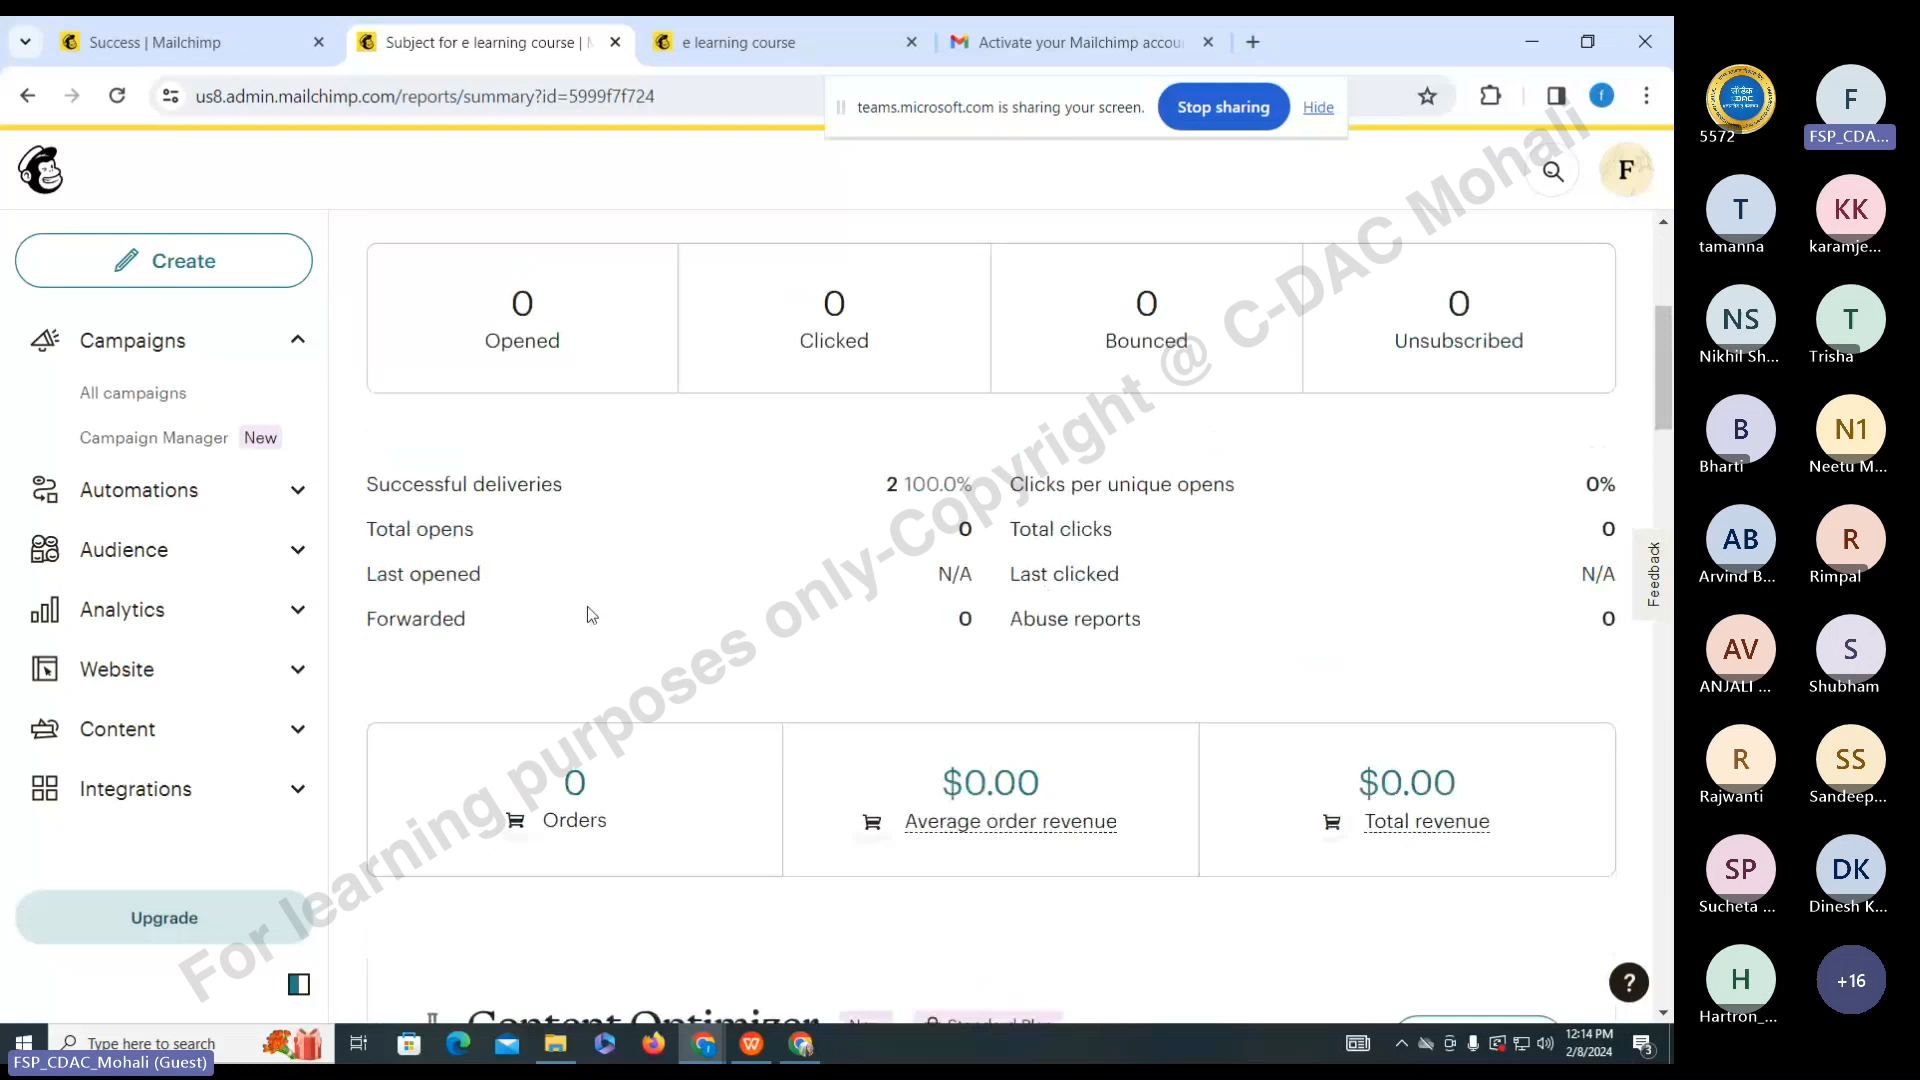 Success | Mailchimp
Subject for e learning course |
e learning course
Activate your Mailchimp accou
us8.admin.mailchimp.com/reports/summary?id=5999f7f724
teams.microsoft.com is sharing your screen.
Stop sharing
Hide
f
F
Create
Campaigns
All campaigns
Campaign Manager New
Automations
Audience
Analytics
Website
Content
Integrations
Upgrade
0
Opened
0
Clicked
0
Bounced
0
Unsubscribed
Successful deliveries 2 100.0%
Total opens 0
Last opened N/A
Forwarded 0
Clicks per unique opens 0%
Total clicks 0
Last clicked N/A
Abuse reports 0
0
Orders
$0.00
Average order revenue
$0.00
Total revenue
Content Optimizer New Standard Plan
Feedback
?
For learning purposes only-Copyright @ C-DAC Mohali
Type here to search
12:14 PM
2/8/2024
3
FSP_CDAC_Mohali (Guest)
5572
F
FSP_CDA...
T
tamanna
KK
karamje...
NS
Nikhil Sh...
T
Trisha
B
Bharti
N1
Neetu M...
AB
Arvind B...
R
Rimpal
AV
ANJALI ...
S
Shubham
R
Rajwanti
SS
Sandeep...
SP
Sucheta ...
DK
Dinesh K...
H
Hartron_...
+16